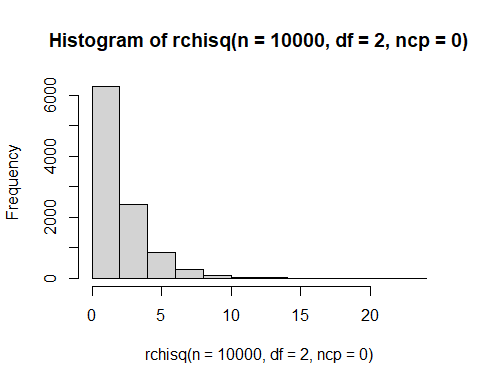 Histogram of rchisq(n = 10000, df = 2, ncp = 0)
Frequency
6000
4000
2000
0
0 5 10 15 20
rchisq(n = 10000, df = 2, ncp = 0)